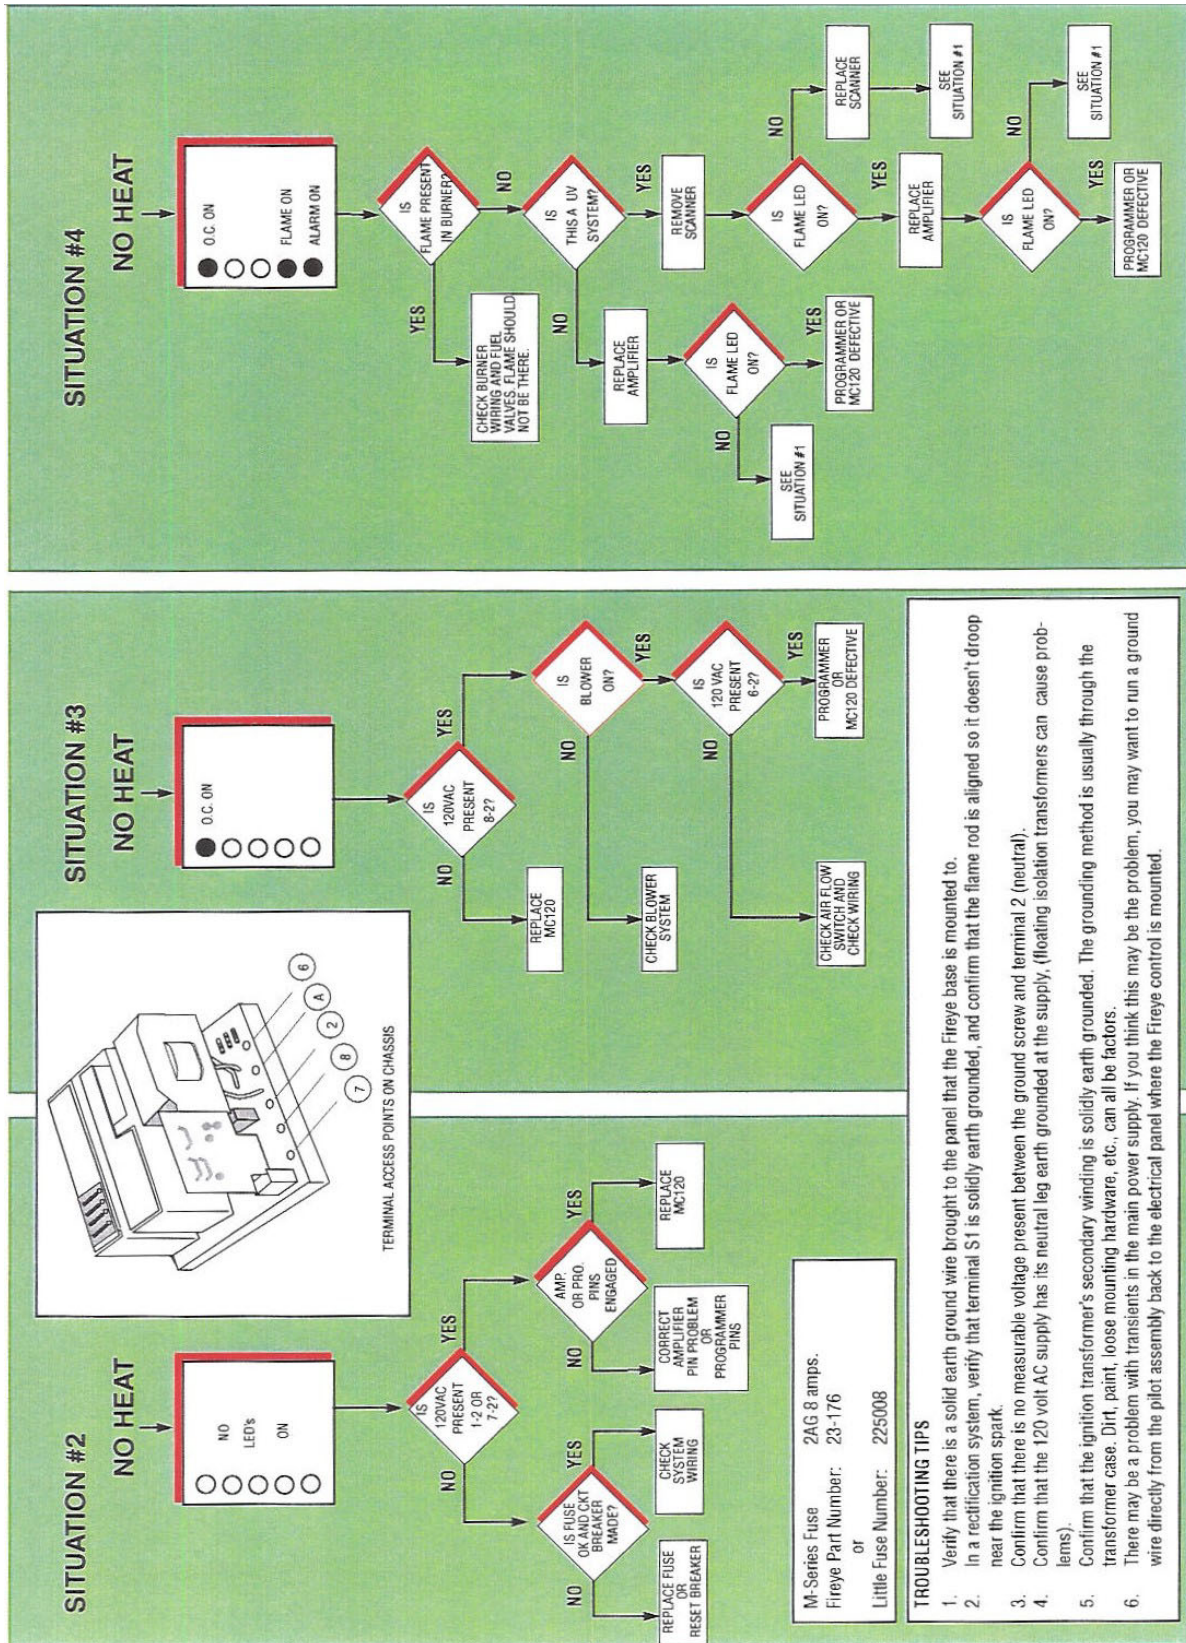 SITUATION #2
NO HEAT
NO
LED's
ON
IS
120VAC
PRESENT
1-2 OR
7-2?
NO
YES
IS FUSE
OK AND CKT
BREAKER
MADE?
NO
YES
REPLACE FUSE
OR
RESET BREAKER
CHECK
SYSTEM
WIRING
AMP.
OR PRO.
PINS
ENGAGED
NO
YES
CORRECT
AMPLIFIER
PIN PROBLEM
OR
PROGRAMMER
PINS
REPLACE
MC120
M-Series Fuse 2AG 8 amps.
Fireye Part Number: 23-176
or
Little Fuse Number: 225008
7
8
2
A
6
TERMINAL ACCESS POINTS ON CHASSIS
SITUATION #3
NO HEAT
O.C. ON
IS
120VAC
PRESENT
8-2?
NO
YES
REPLACE
MC120
IS
BLOWER
ON?
NO
YES
CHECK BLOWER
SYSTEM
IS
120 VAC
PRESENT
6-2?
NO
YES
CHECK AIR FLOW
SWITCH AND
CHECK WIRING
PROGRAMMER
OR
MC120 DEFECTIVE
TROUBLESHOOTING TIPS
1. Verify that there is a solid earth ground wire brought to the panel that the Fireye base is mounted to.
2. In a rectification system, verify that terminal S1 is solidly earth grounded, and confirm that the flame rod is aligned so it doesn't droop
near the ignition spark.
3. Confirm that there is no measurable voltage present between the ground screw and terminal 2 (neutral).
4. Confirm that the 120 volt AC supply has its neutral leg earth grounded at the supply, (floating isolation transformers can cause prob-
lems).
5. Confirm that the ignition transformer's secondary winding is solidly earth grounded. The grounding method is usually through the
transformer case. Dirt, paint, loose mounting hardware, etc., can all be factors.
6. There may be a problem with transients in the main power supply. If you think this may be the problem, you may want to run a ground
wire directly from the pilot assembly back to the electrical panel where the Fireye control is mounted.
SITUATION #4
NO HEAT
O.C. ON
FLAME ON
ALARM ON
IS
FLAME PRESENT
IN BURNER?
YES
NO
CHECK BURNER
WIRING AND FUEL
VALVES. FLAME SHOULD
NOT BE THERE.
IS
THIS A UV
SYSTEM?
NO
YES
REPLACE
AMPLIFIER
IS
FLAME LED
ON?
NO
YES
SEE
SITUATION #1
PROGRAMMER OR
MC120 DEFECTIVE
REMOVE
SCANNER
IS
FLAME LED
ON?
NO
YES
REPLACE
SCANNER
SEE
SITUATION #1
REPLACE
AMPLIFIER
IS
FLAME LED
ON?
NO
YES
SEE
SITUATION #1
PROGRAMMER OR
MC120 DEFECTIVE